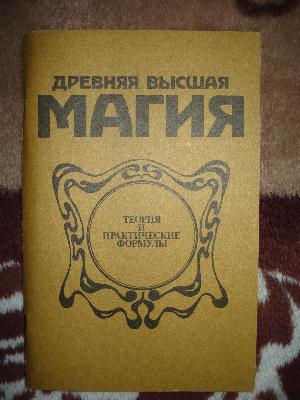 ДРЕВНЯЯ ВЫСШАЯ
МАГИЯ
ТЕОРИЯ
И
ПРАКТИЧЕСКИЕ
ФОРМУЛЫ